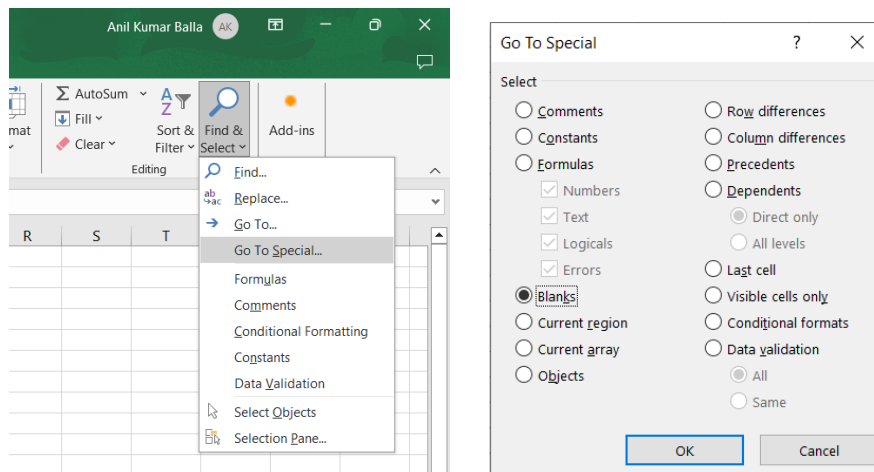 Anil Kumar Balla AK
AutoSum
Fill
Clear
mat
Sort &
Filter
Find &
Select
Add-ins
Editing
Find...
Replace...
Go To...
Go To Special...
Formulas
Comments
Conditional Formatting
Constants
Data Validation
Select Objects
Selection Pane...
R S T
Go To Special ?
Select
Comments
Constants
Formulas
Numbers
Text
Logicals
Errors
Blanks
Current region
Current array
Objects
Row differences
Column differences
Precedents
Dependents
Direct only
All levels
Last cell
Visible cells only
Conditional formats
Data validation
All
Same
OK Cancel